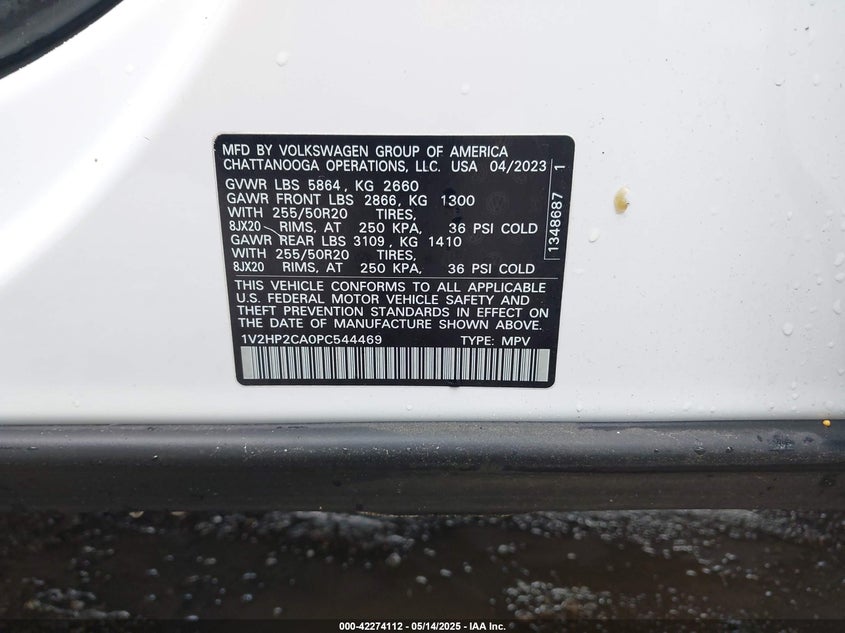 MFD BY VOLKSWAGEN GROUP OF AMERICA
CHATTANOOGA OPERATIONS, LLC. USA 04/2023
GVWR LBS 5864, KG 2660
GAWR FRONT LBS 2866, KG 1300
WITH 255/50R20 TIRES,
8JX20 RIMS, AT 250 KPA, 36 PSI COLD
GAWR REAR LBS 3109, KG 1410
WITH 255/50R20 TIRES,
8JX20 RIMS, AT 250 KPA, 36 PSI COLD
THIS VEHICLE CONFORMS TO ALL APPLICABLE
U.S. FEDERAL MOTOR VEHICLE SAFETY AND
THEFT PREVENTION STANDARDS IN EFFECT ON
THE DATE OF MANUFACTURE SHOWN ABOVE.
1V2HP2CA0PC544469 TYPE: MPV
1348687 1
000-42274112 - 05/14/2025 - IAA Inc.